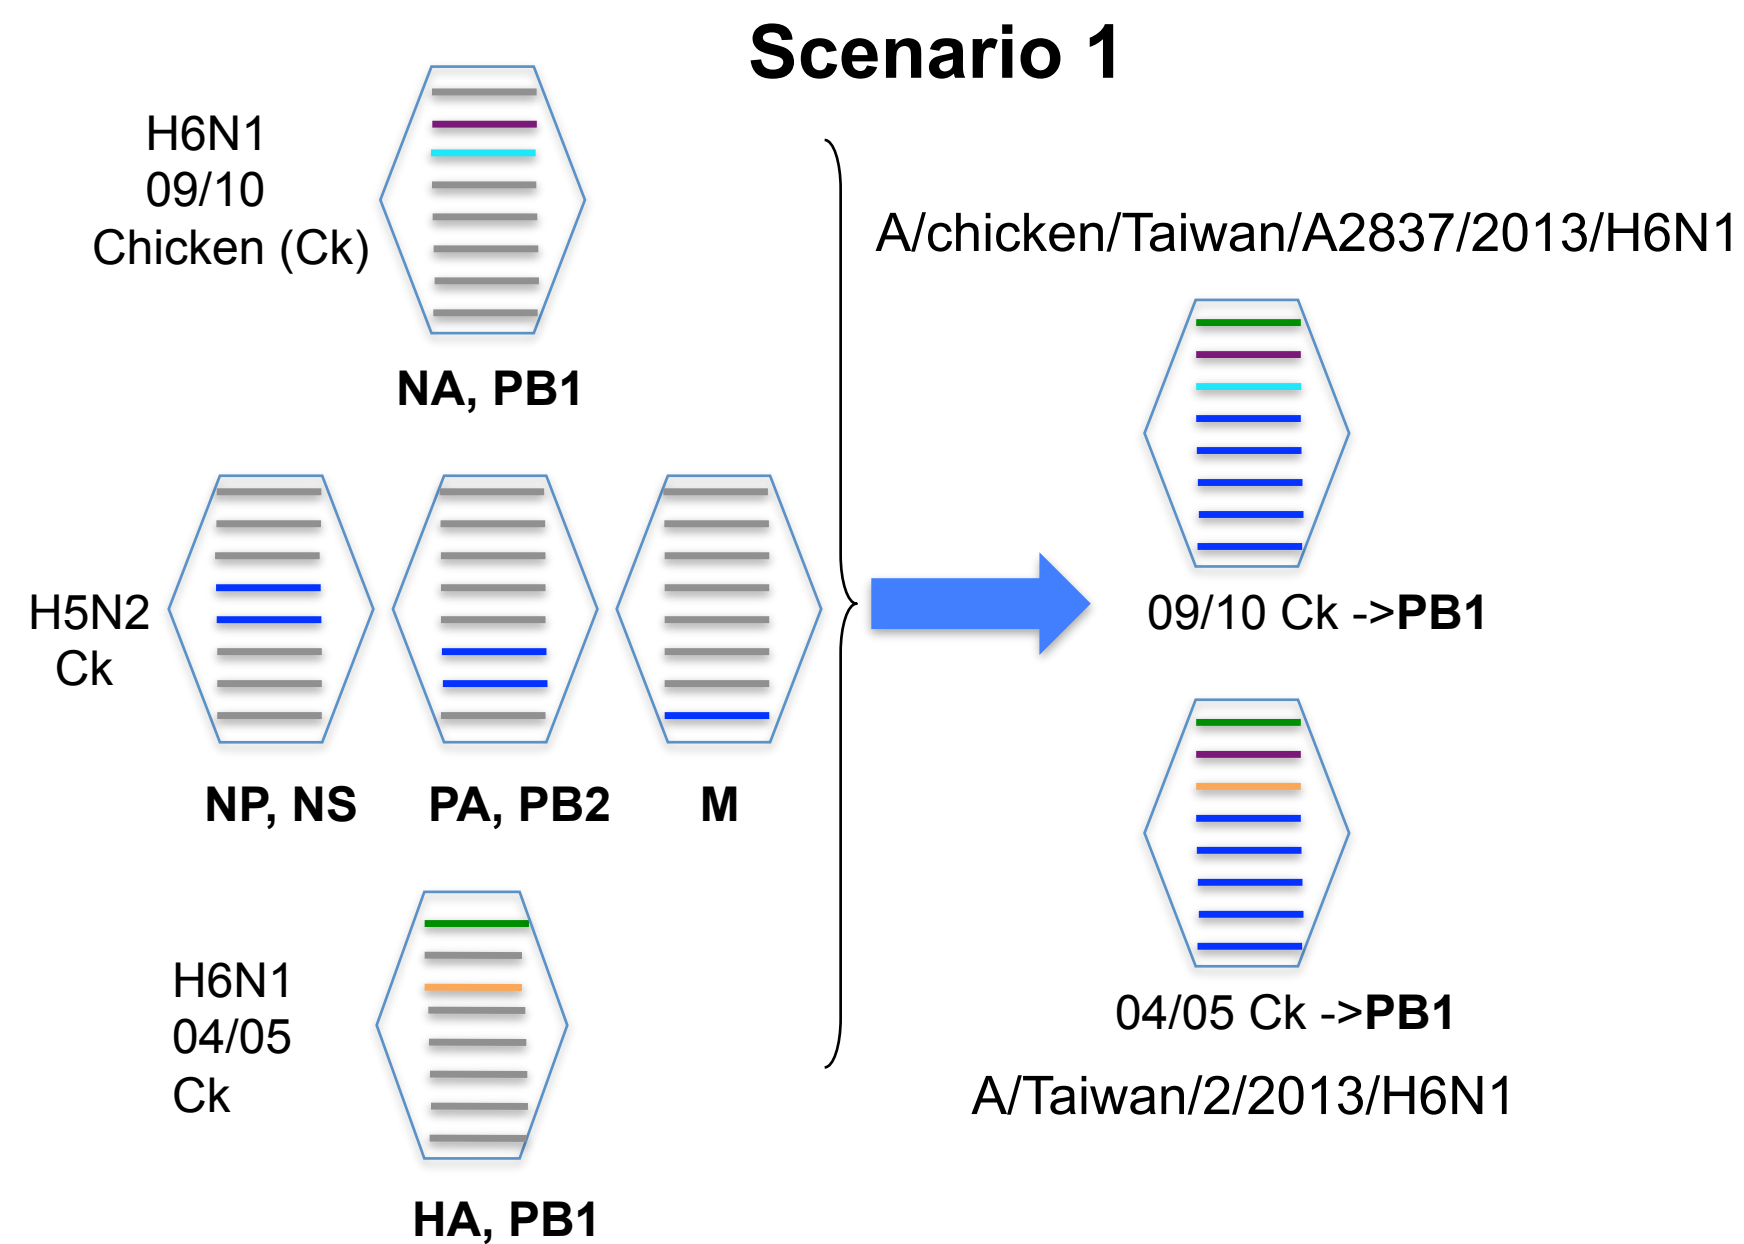 Scenario 1
H6N1
09/10
Chicken (Ck)
NA, PB1
H5N2
Ck
NP, NS
PA, PB2
M
H6N1
04/05
Ck
HA, PB1
A/chicken/Taiwan/A2837/2013/H6N1
09/10 Ck ->PB1
04/05 Ck ->PB1
A/Taiwan/2/2013/H6N1